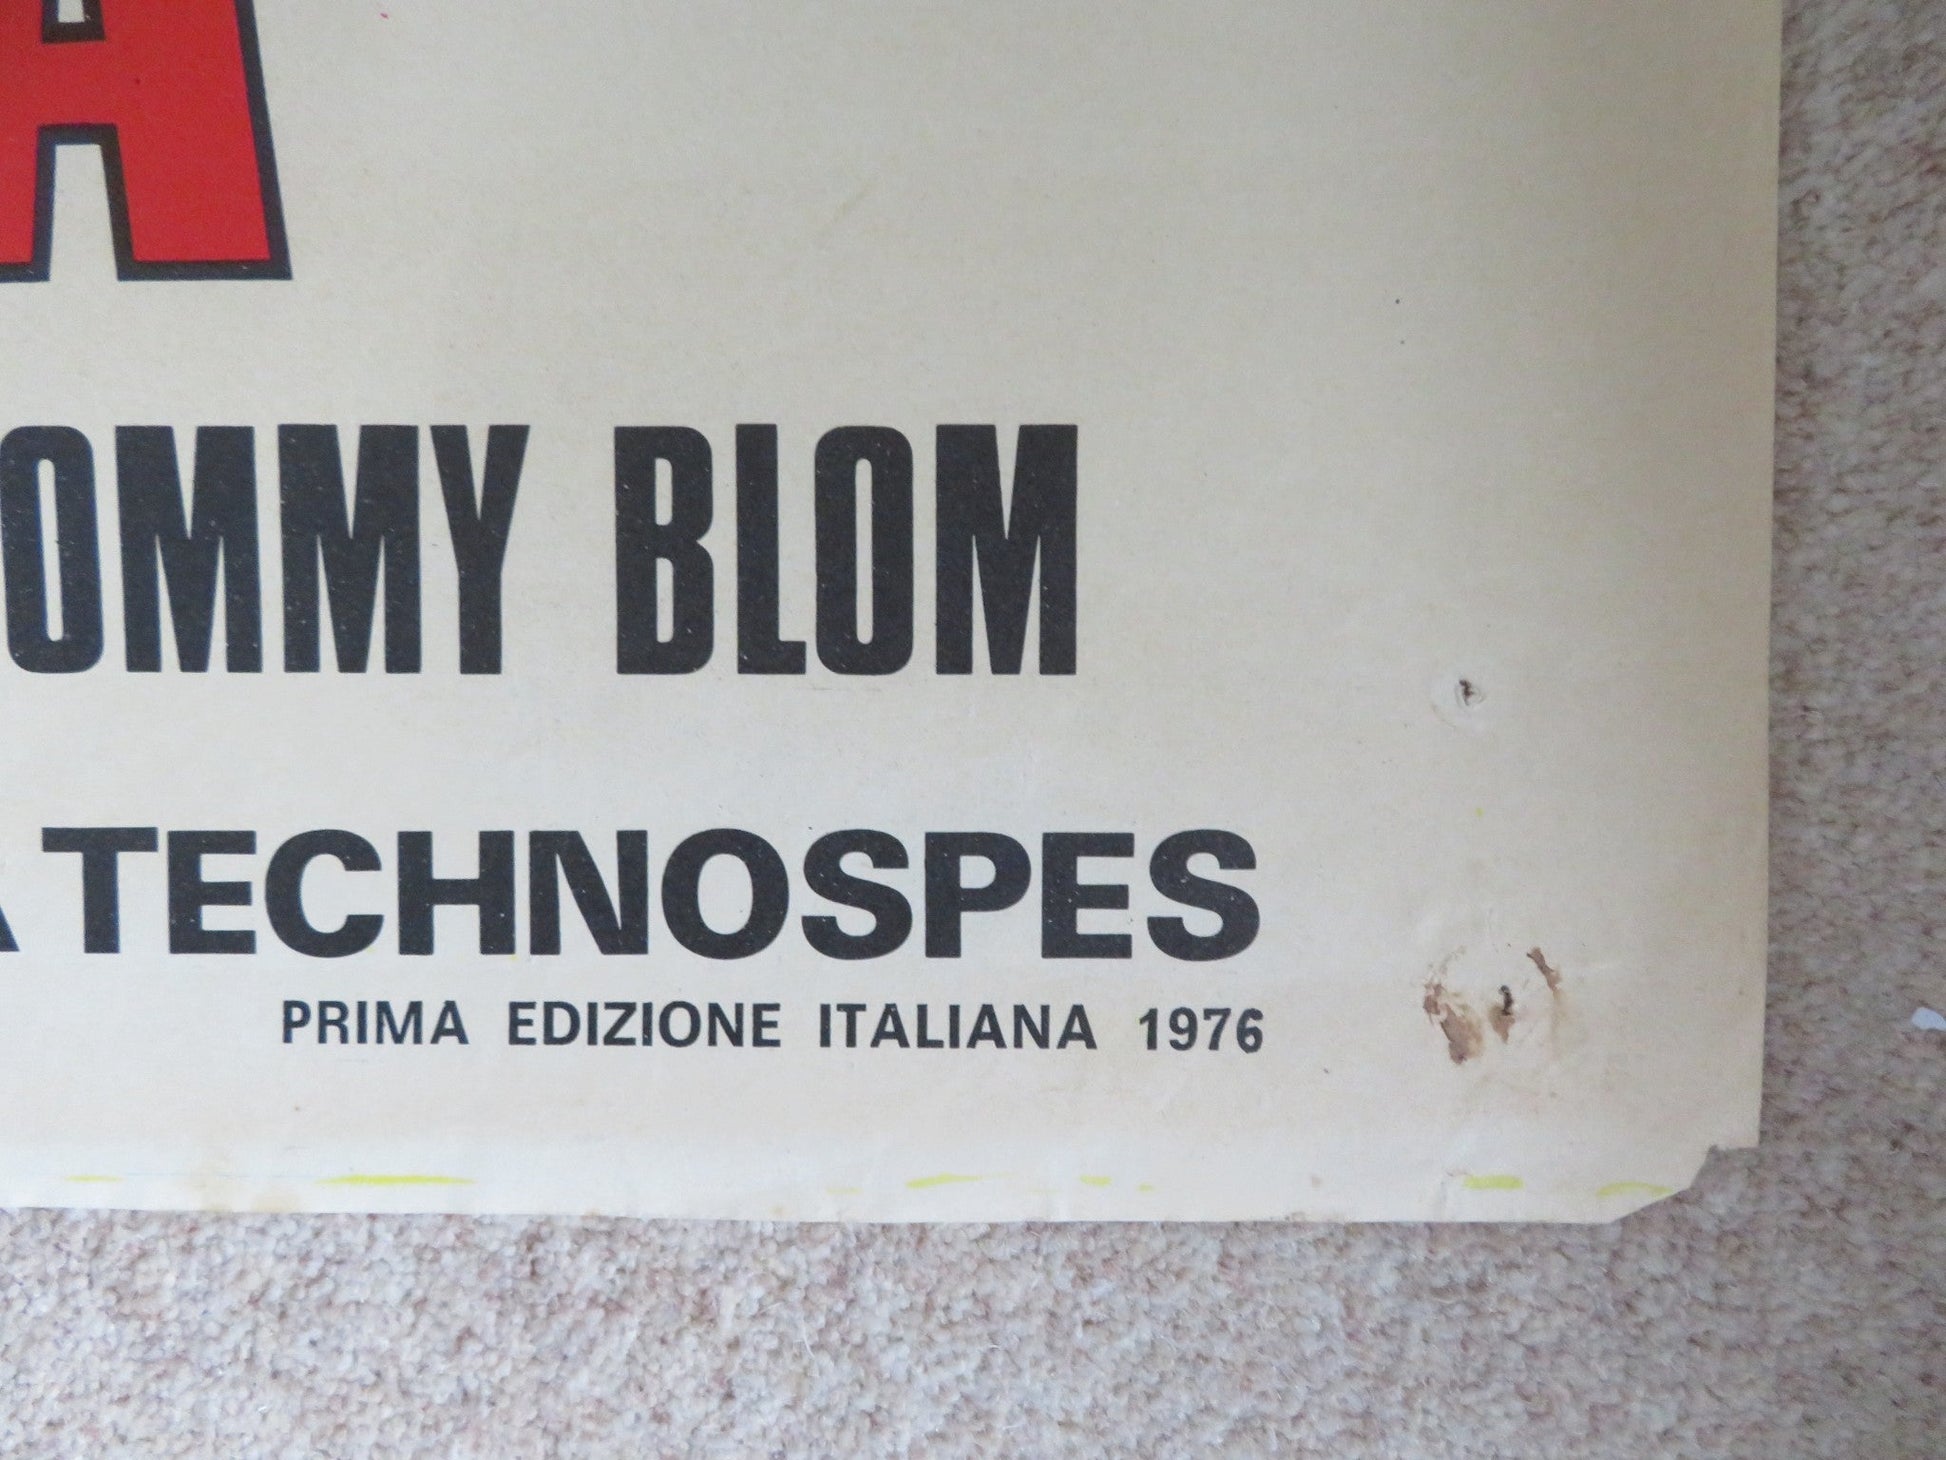 A
OMMY BLOM
A TECHNOSPES
PRIMA EDIZIONE ITALIANA 1976